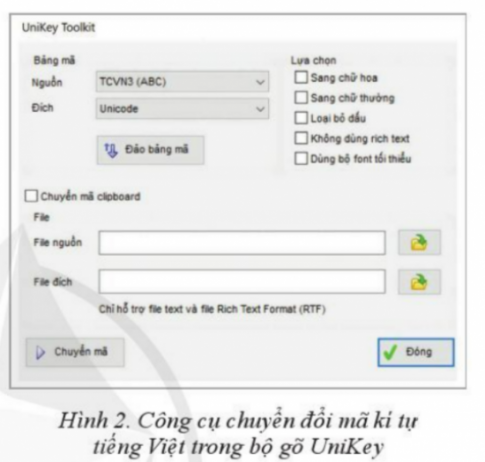 UniKey Toolkit
Bảng mã
Nguồn
TCVN3 (ABC)
Đích
Unicode
Đảo bảng mã
Lựa chọn
Sang chữ hoa
Sang chữ thường
Loại bỏ dấu
Không dùng rich text
Dùng bộ font tối thiểu
Chuyển mã clipboard
File
File nguồn
File đích
Chỉ hỗ trợ file text và file Rich Text Format (RTF)
Chuyển mã
Đóng
Hình 2. Công cụ chuyển đổi mã kí tự
tiếng Việt trong bộ gõ UniKey